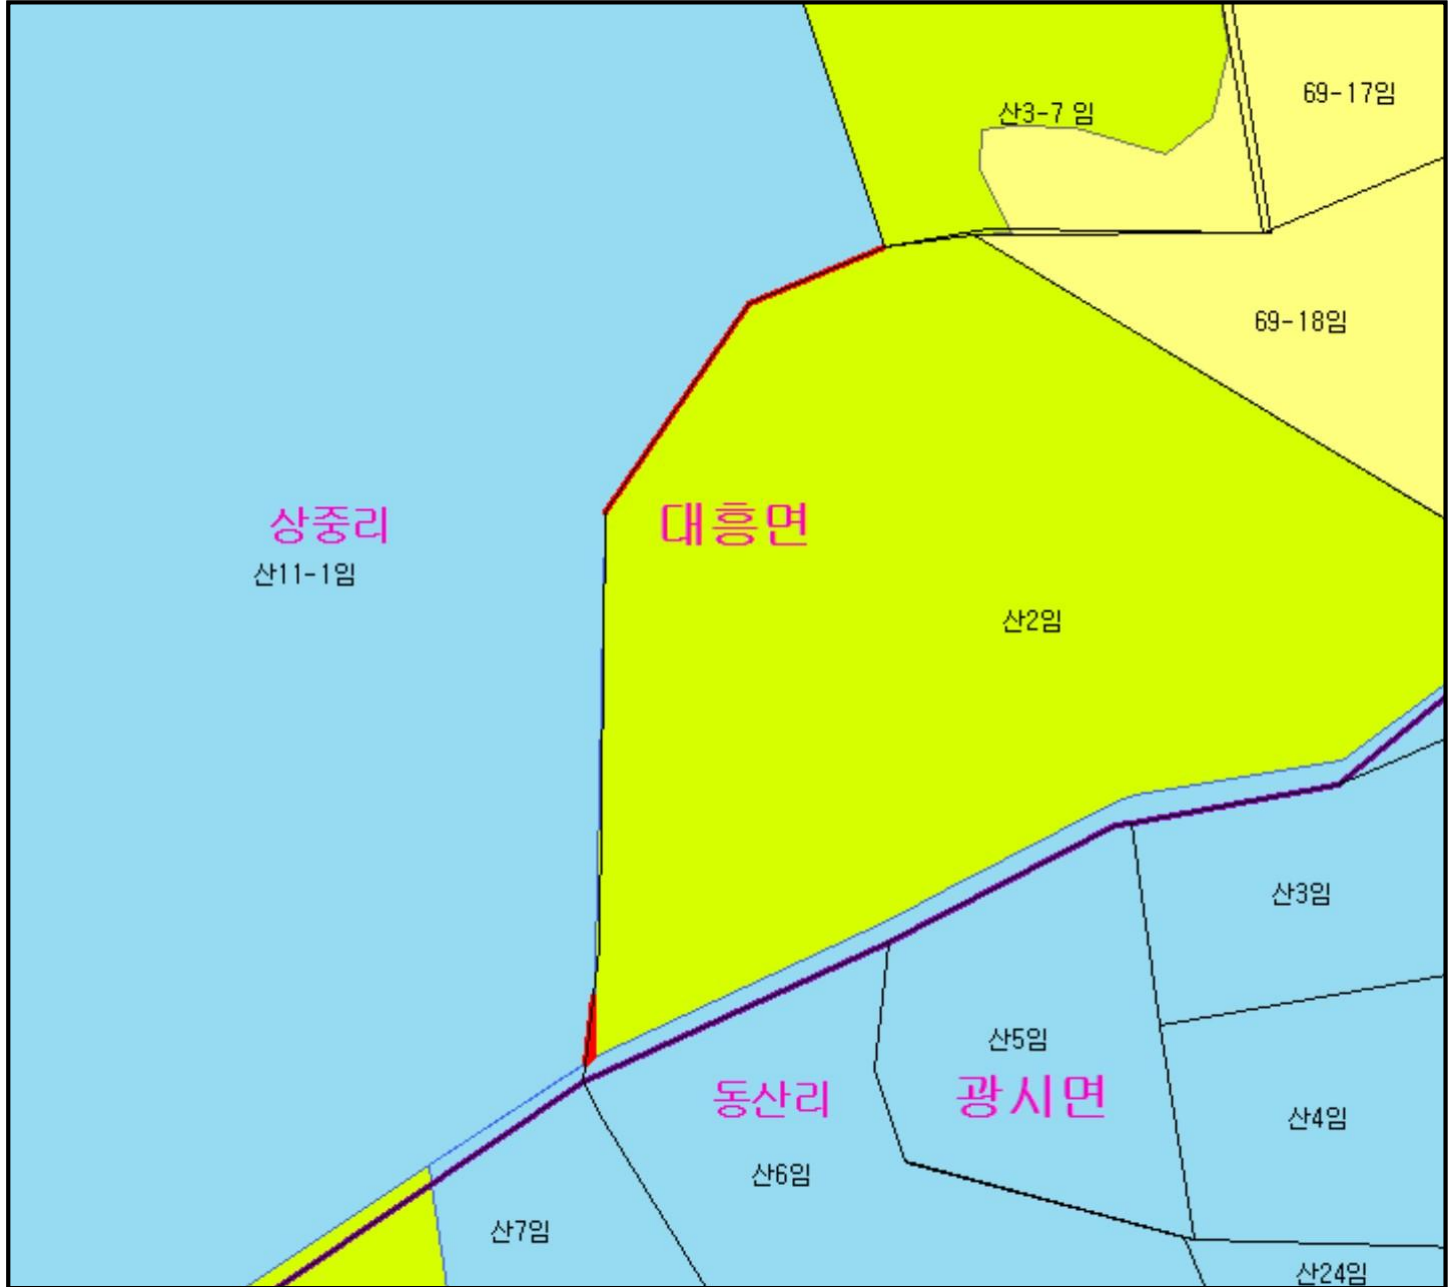 산3-7 임
69-17임
69-18임
상중리
대흥면
산11-1임
산2임
산3임
산5임
동산리
광시면
산4임
산6임
산7임
산24임